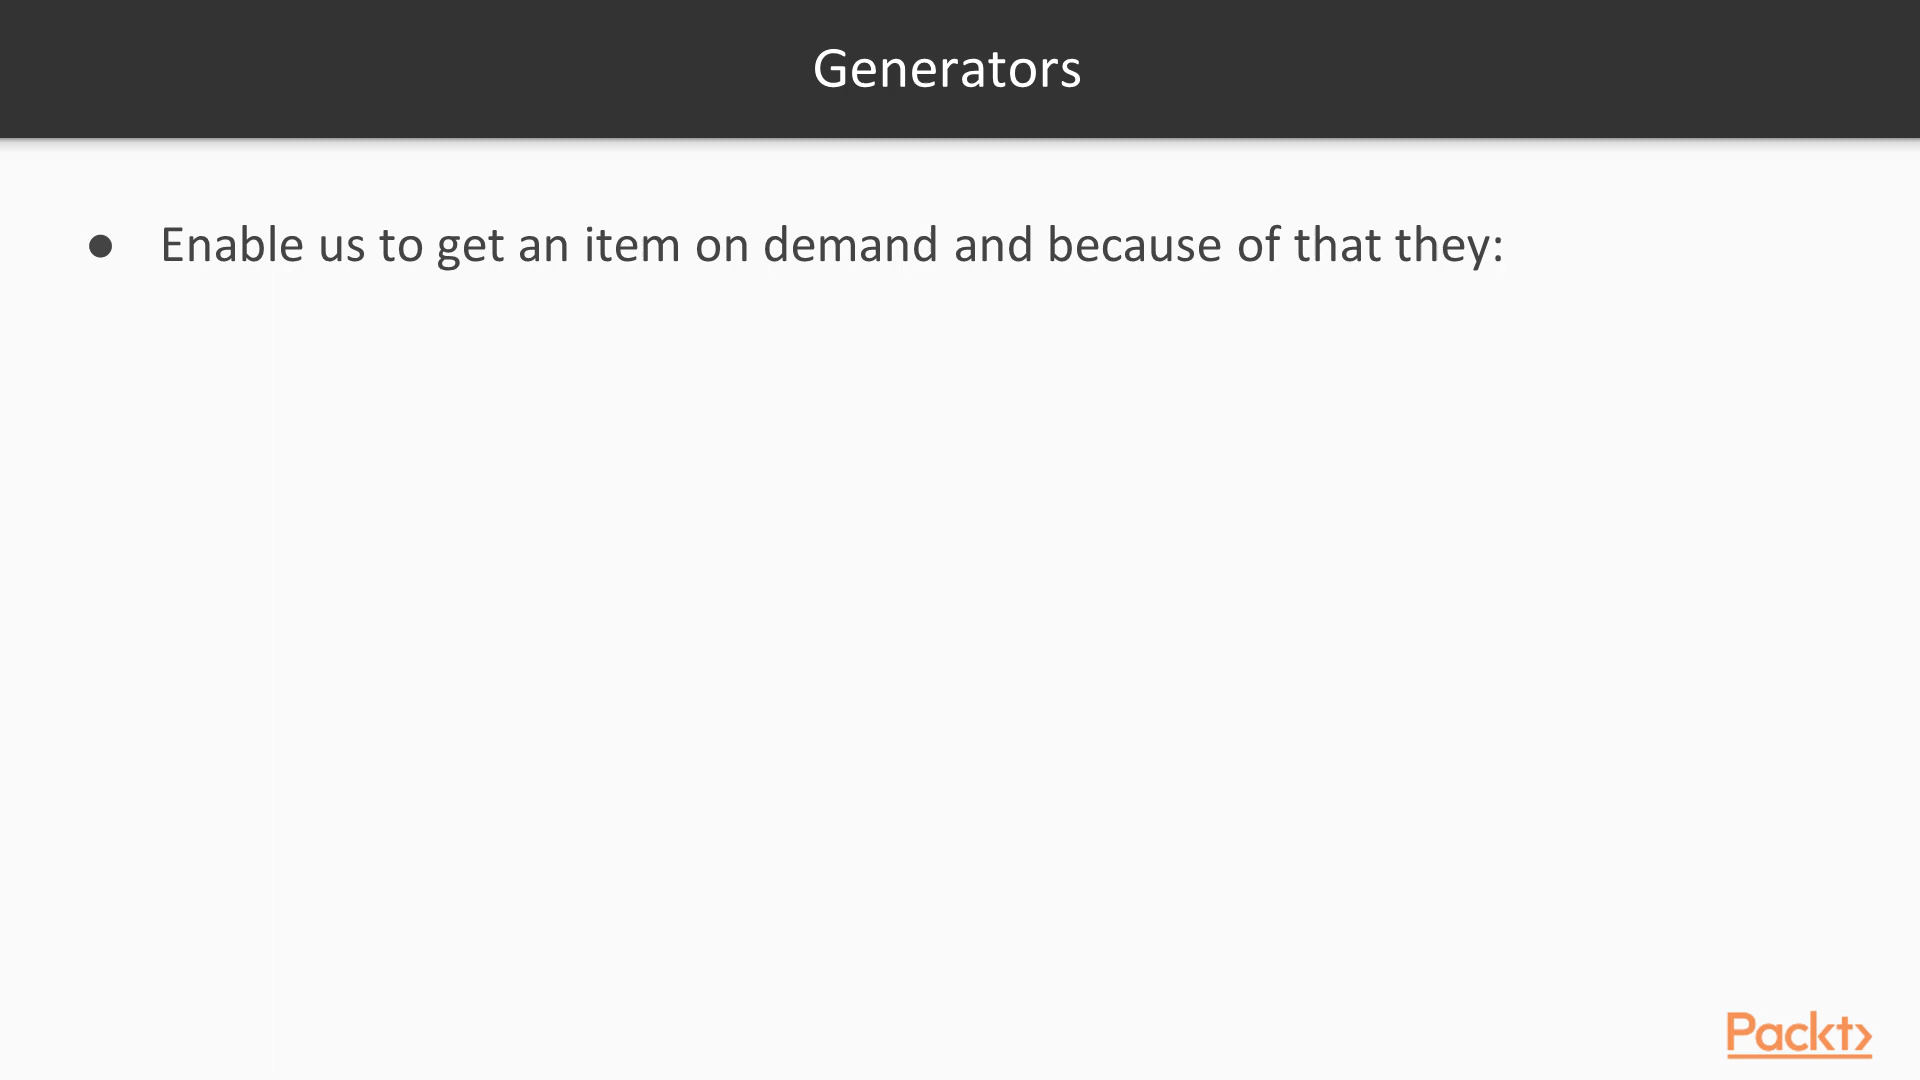 Generators
● Enable us to get an item on demand and because of that they:
Packt>